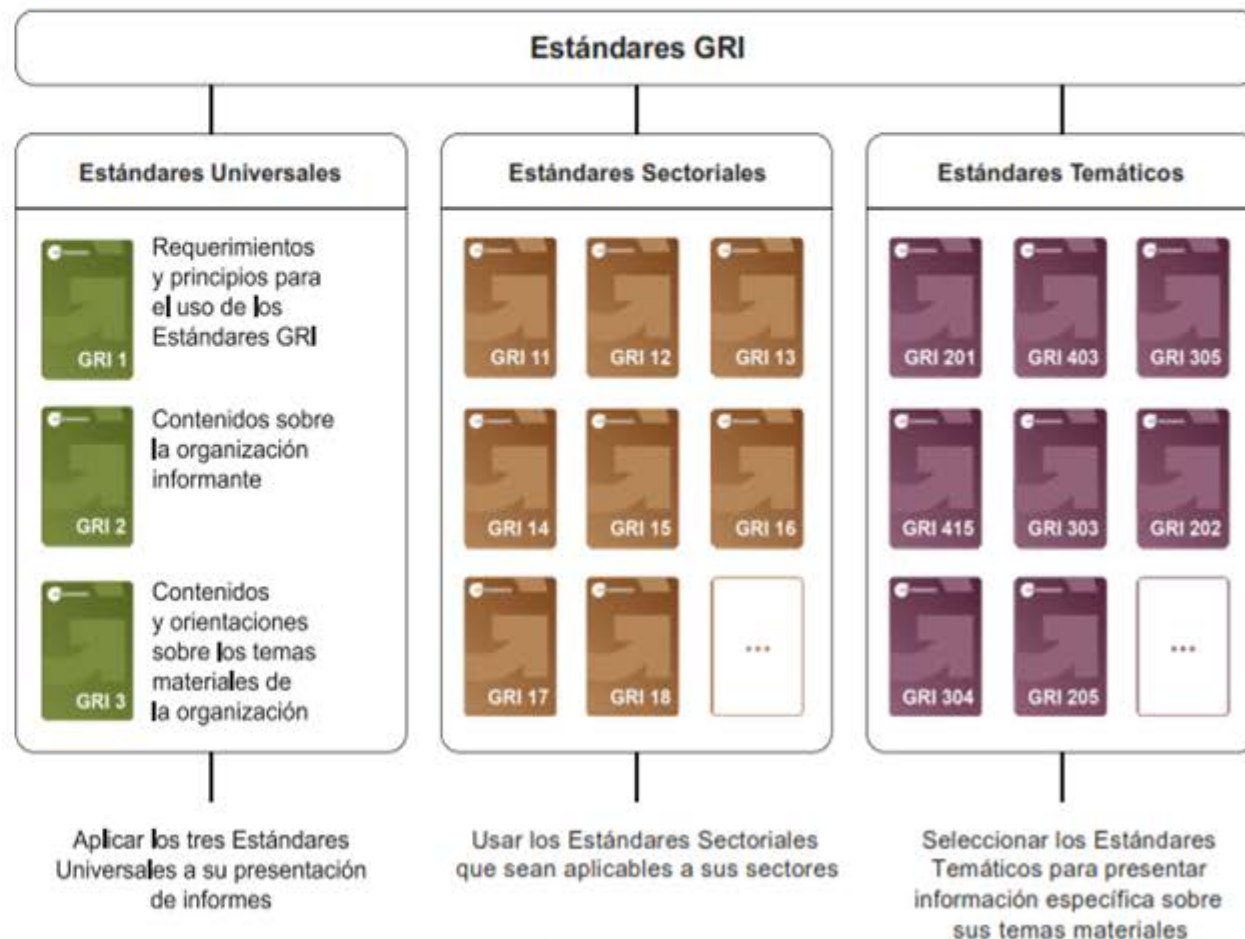 Estándares GRI
Estándares Universales
GRI 1
Requerimientos
y principios para
el uso de los
Estándares GRI
GRI 2
Contenidos sobre
la organización
informante
GRI 3
Contenidos
y orientaciones
sobre los temas
materiales de
la organización
Aplicar los tres Estándares
Universales a su presentación
de informes
Estándares Sectoriales
GRI 11 GRI 12 GRI 13
GRI 14 GRI 15 GRI 16
GRI 17 GRI 18 ...
Usar los Estándares Sectoriales
que sean aplicables a sus sectores
Estándares Temáticos
GRI 201 GRI 403 GRI 305
GRI 415 GRI 303 GRI 202
GRI 304 GRI 205 ...
Seleccionar los Estándares
Temáticos para presentar
información específica sobre
sus temas materiales